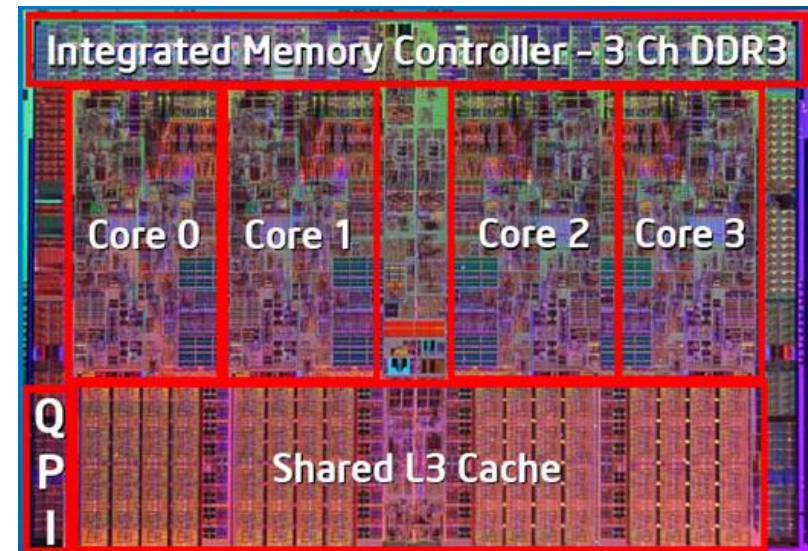 Integrated Memory Controller - 3 Ch DDR3
Core 0
Core 1
Core 2
Core 3
Q
P
I
Shared L3 Cache